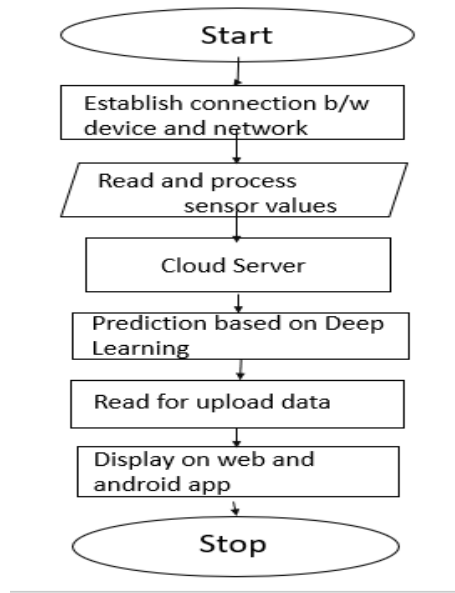 Start
Establish connection b/w
device and network
Read and process
sensor values
Cloud Server
Prediction based on Deep
Learning
Read for upload data
Display on web and
android app
Stop